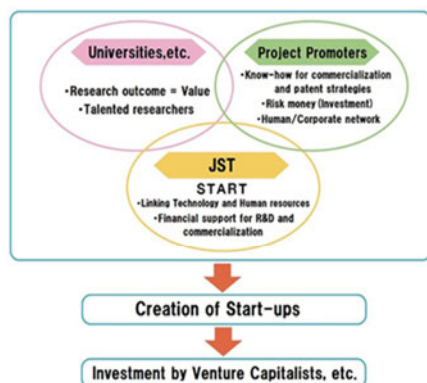 Universities,etc.
・Research outcome = Value
・Talented researchers
Project Promoters
・Know-how for commercialization
and patent strategies
・Risk money(Investment)
・Human/Corporate network
JST
START
・Linking Technology and Human resources
・Financial support for R&D and
commercialization
Creation of Start-ups
Investment by Venture Capitalists, etc.